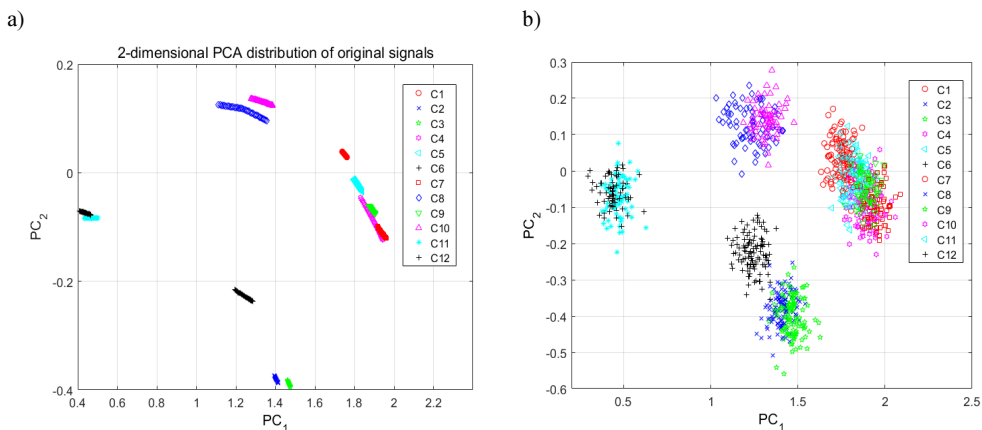 a)
2-dimensional PCA distribution of original signals
0.2
0
-0.2
-0.4
PC2
0.4
0.6
0.8
1
1.2
1.4
1.6
1.8
2
2.2
PC1
C1
C2
C3
C4
C5
C6
C7
C8
C9
C10
C11
C12
b)
0.3
0.2
0.1
0
-0.1
-0.2
-0.3
-0.4
-0.5
-0.6
PC2
0.5
1
1.5
2
2.5
PC1
C1
C2
C3
C4
C5
C6
C7
C8
C9
C10
C11
C12